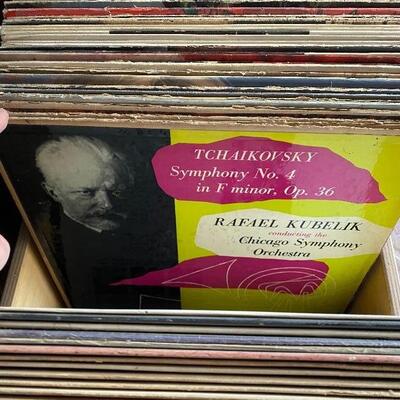 TCHAIKOVSKY
Symphony No. 4
in F minor, Op. 36
RAFAEL KUBELIK
conducting the
Chicago Symphony
Orchestra